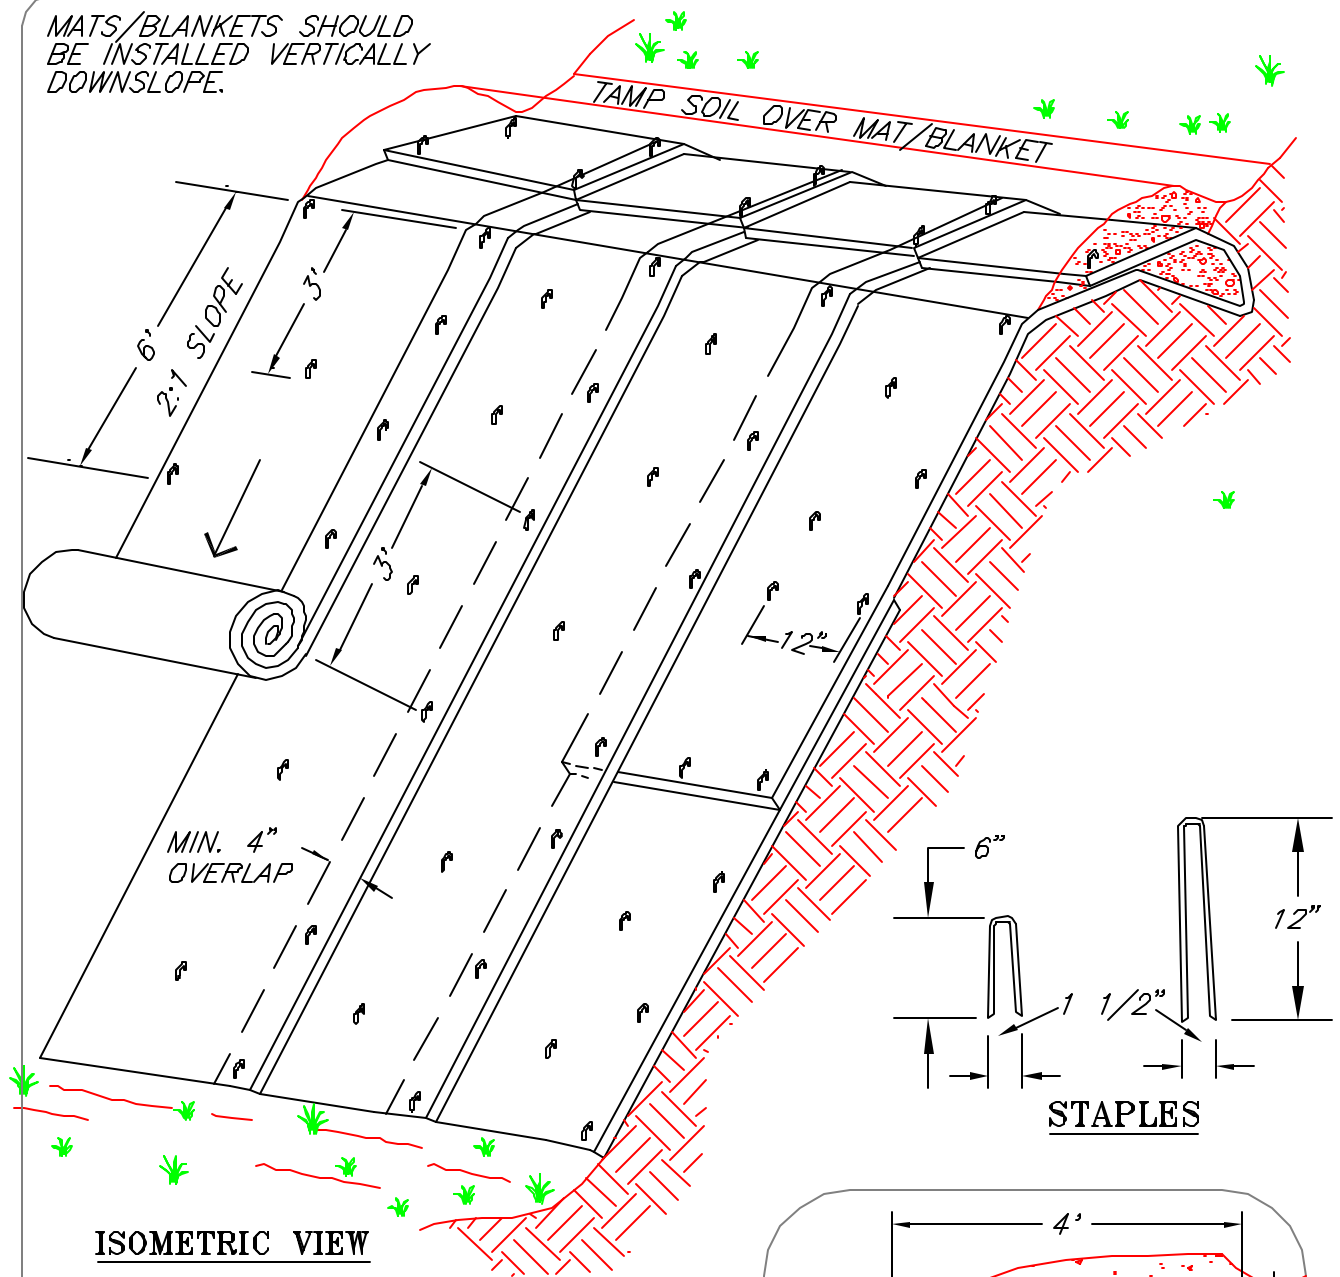 MATS/BLANKETS SHOULD
BE INSTALLED VERTICALLY
DOWNSLOPE.
TAMP SOIL OVER MAT/BLANKET
6'
2:1 SLOPE
3'
3'
12"
MIN. 4"
OVERLAP
6"
12"
1 1/2"
STAPLES
ISOMETRIC VIEW
4'